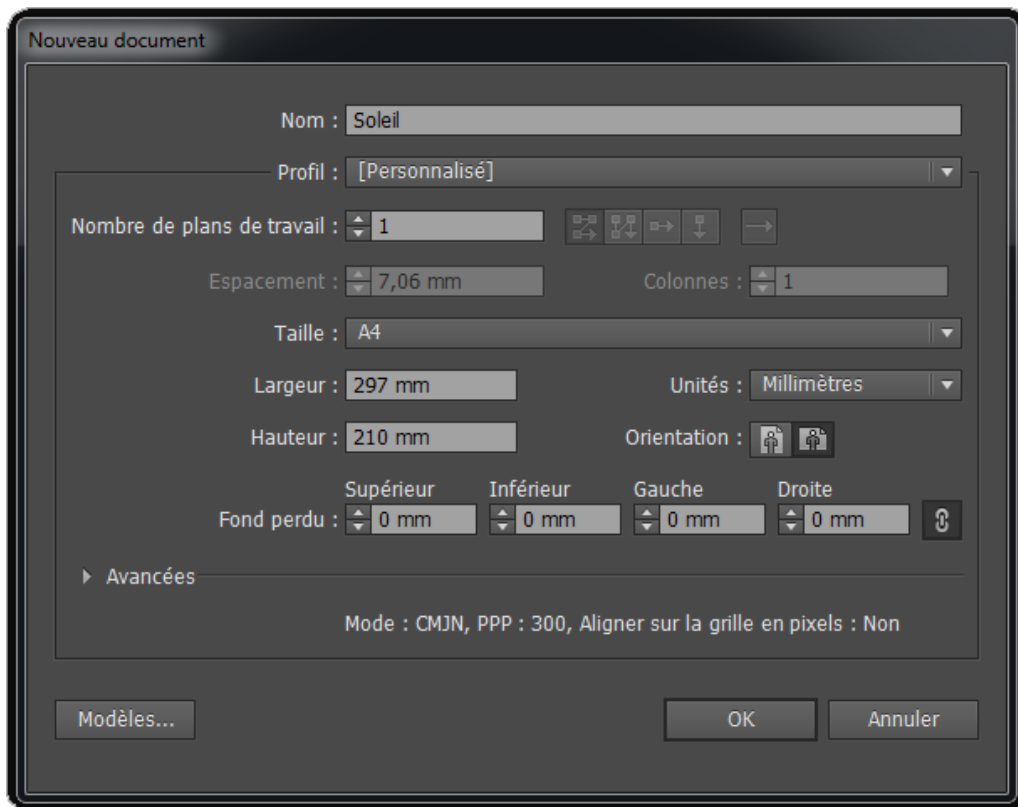 Nouveau document
Nom : Soleil
Profil : [Personnalisé]
Nombre de plans de travail : 1
Espacement : 7,06 mm Colonnes : 1
Taille : A4
Largeur : 297 mm Unités : Millimètres
Hauteur : 210 mm Orientation :
Supérieur Inférieur Gauche Droite
Fond perdu : 0 mm 0 mm 0 mm 0 mm
Avancées
Mode : CMJN, PPP : 300, Aligner sur la grille en pixels : Non
Modèles... OK Annuler